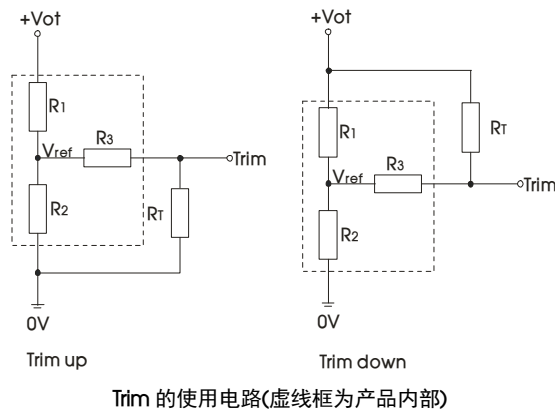 +Vot
R1
R3
Vref
Trim
R2
RT
0V
Trim up
+Vot
R1
RT
R3
Vref
Trim
R2
0V
Trim down
Trim 的使用电路(虚线框为产品内部)